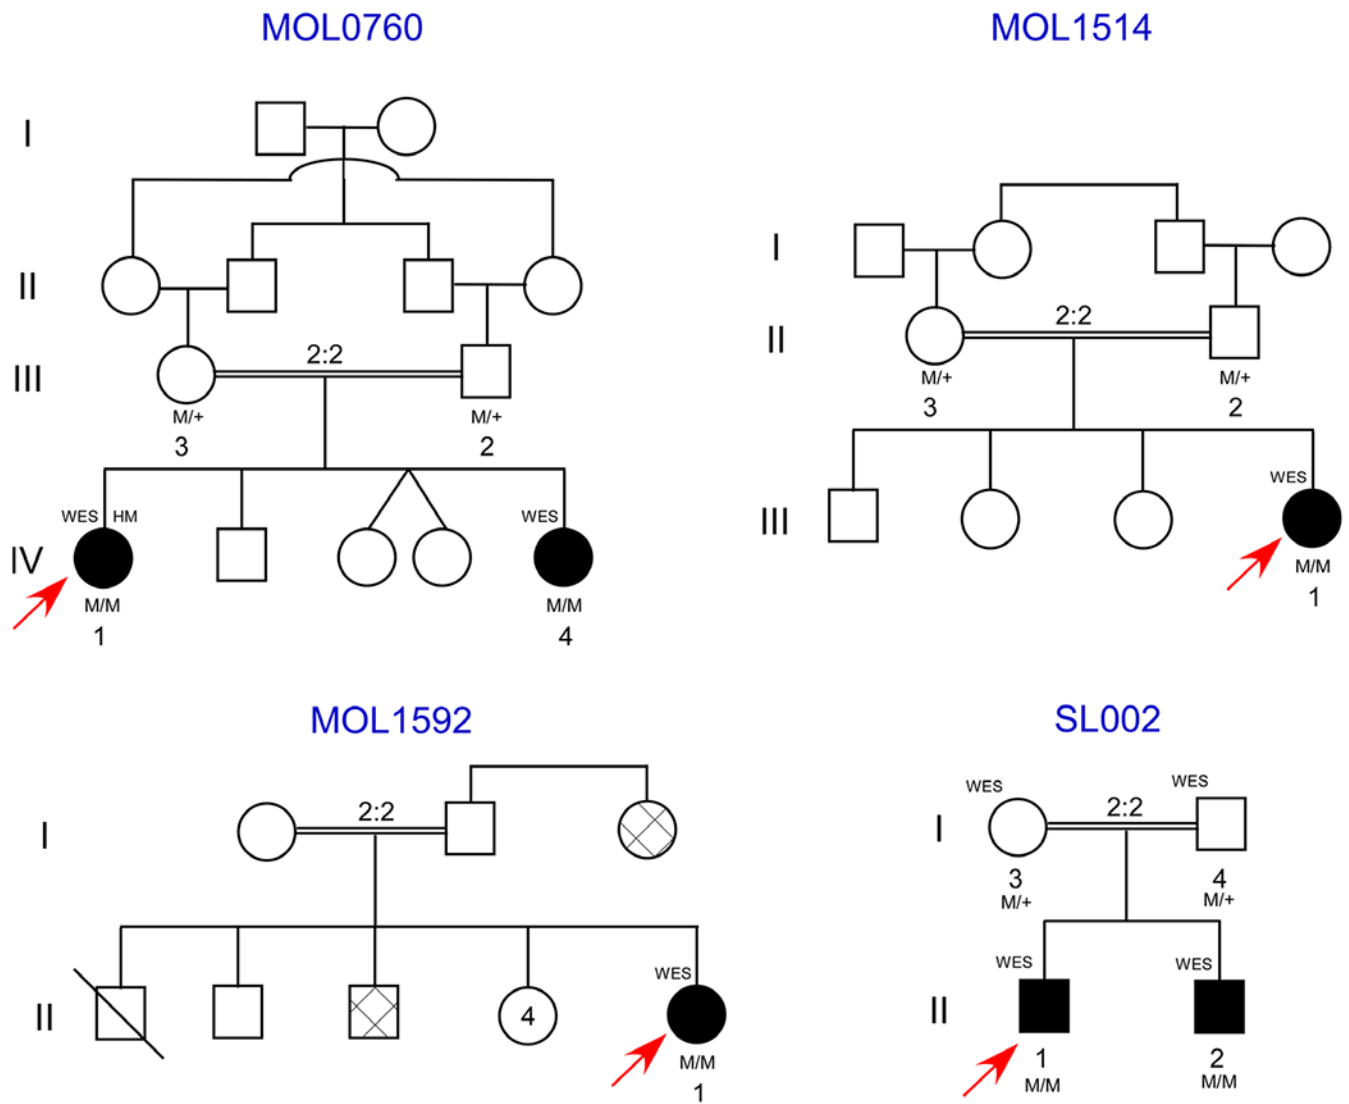 MOL0760
I
II
2:2
III
M/+ M/+
3 2
WES HM WES
IV
M/M M/M
1 4
MOL1514
I
2:2
II
M/+ M/+
3 2
WES
III
M/M
1
MOL1592
2:2
I
WES
II
4
M/M
1
SL002
WES WES
2:2
I
3 4
M/+ M/+
WES WES
II
1 2
M/M M/M